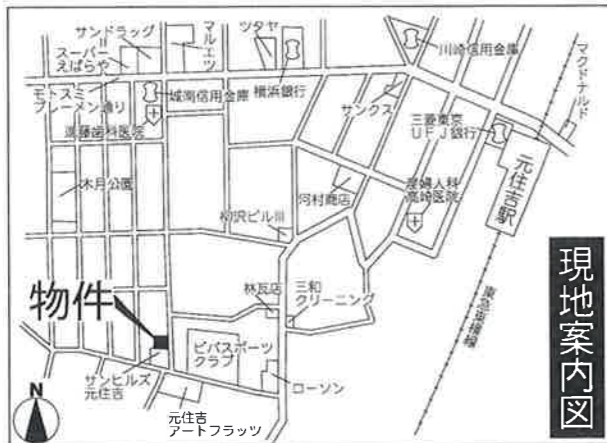 サンドラッグ
スーパー
えばらや
マルエツ
ツタヤ
川崎信用金庫
マクドナルド
モトスミ
ブレーメン通り
城南信用金庫
横浜銀行
サンクス
三菱東京
UFJ銀行
進藤歯科医院
元住吉駅
木月公園
河村商店
産婦人科
高崎医院
柳沢ビルIII
物件
林瓦店
三和
クリーニング
東急東横線
現地案内図
ビバスポーツ
クラブ
サンヒルズ
元住吉
ローソン
N
元住吉
アートフラッツ